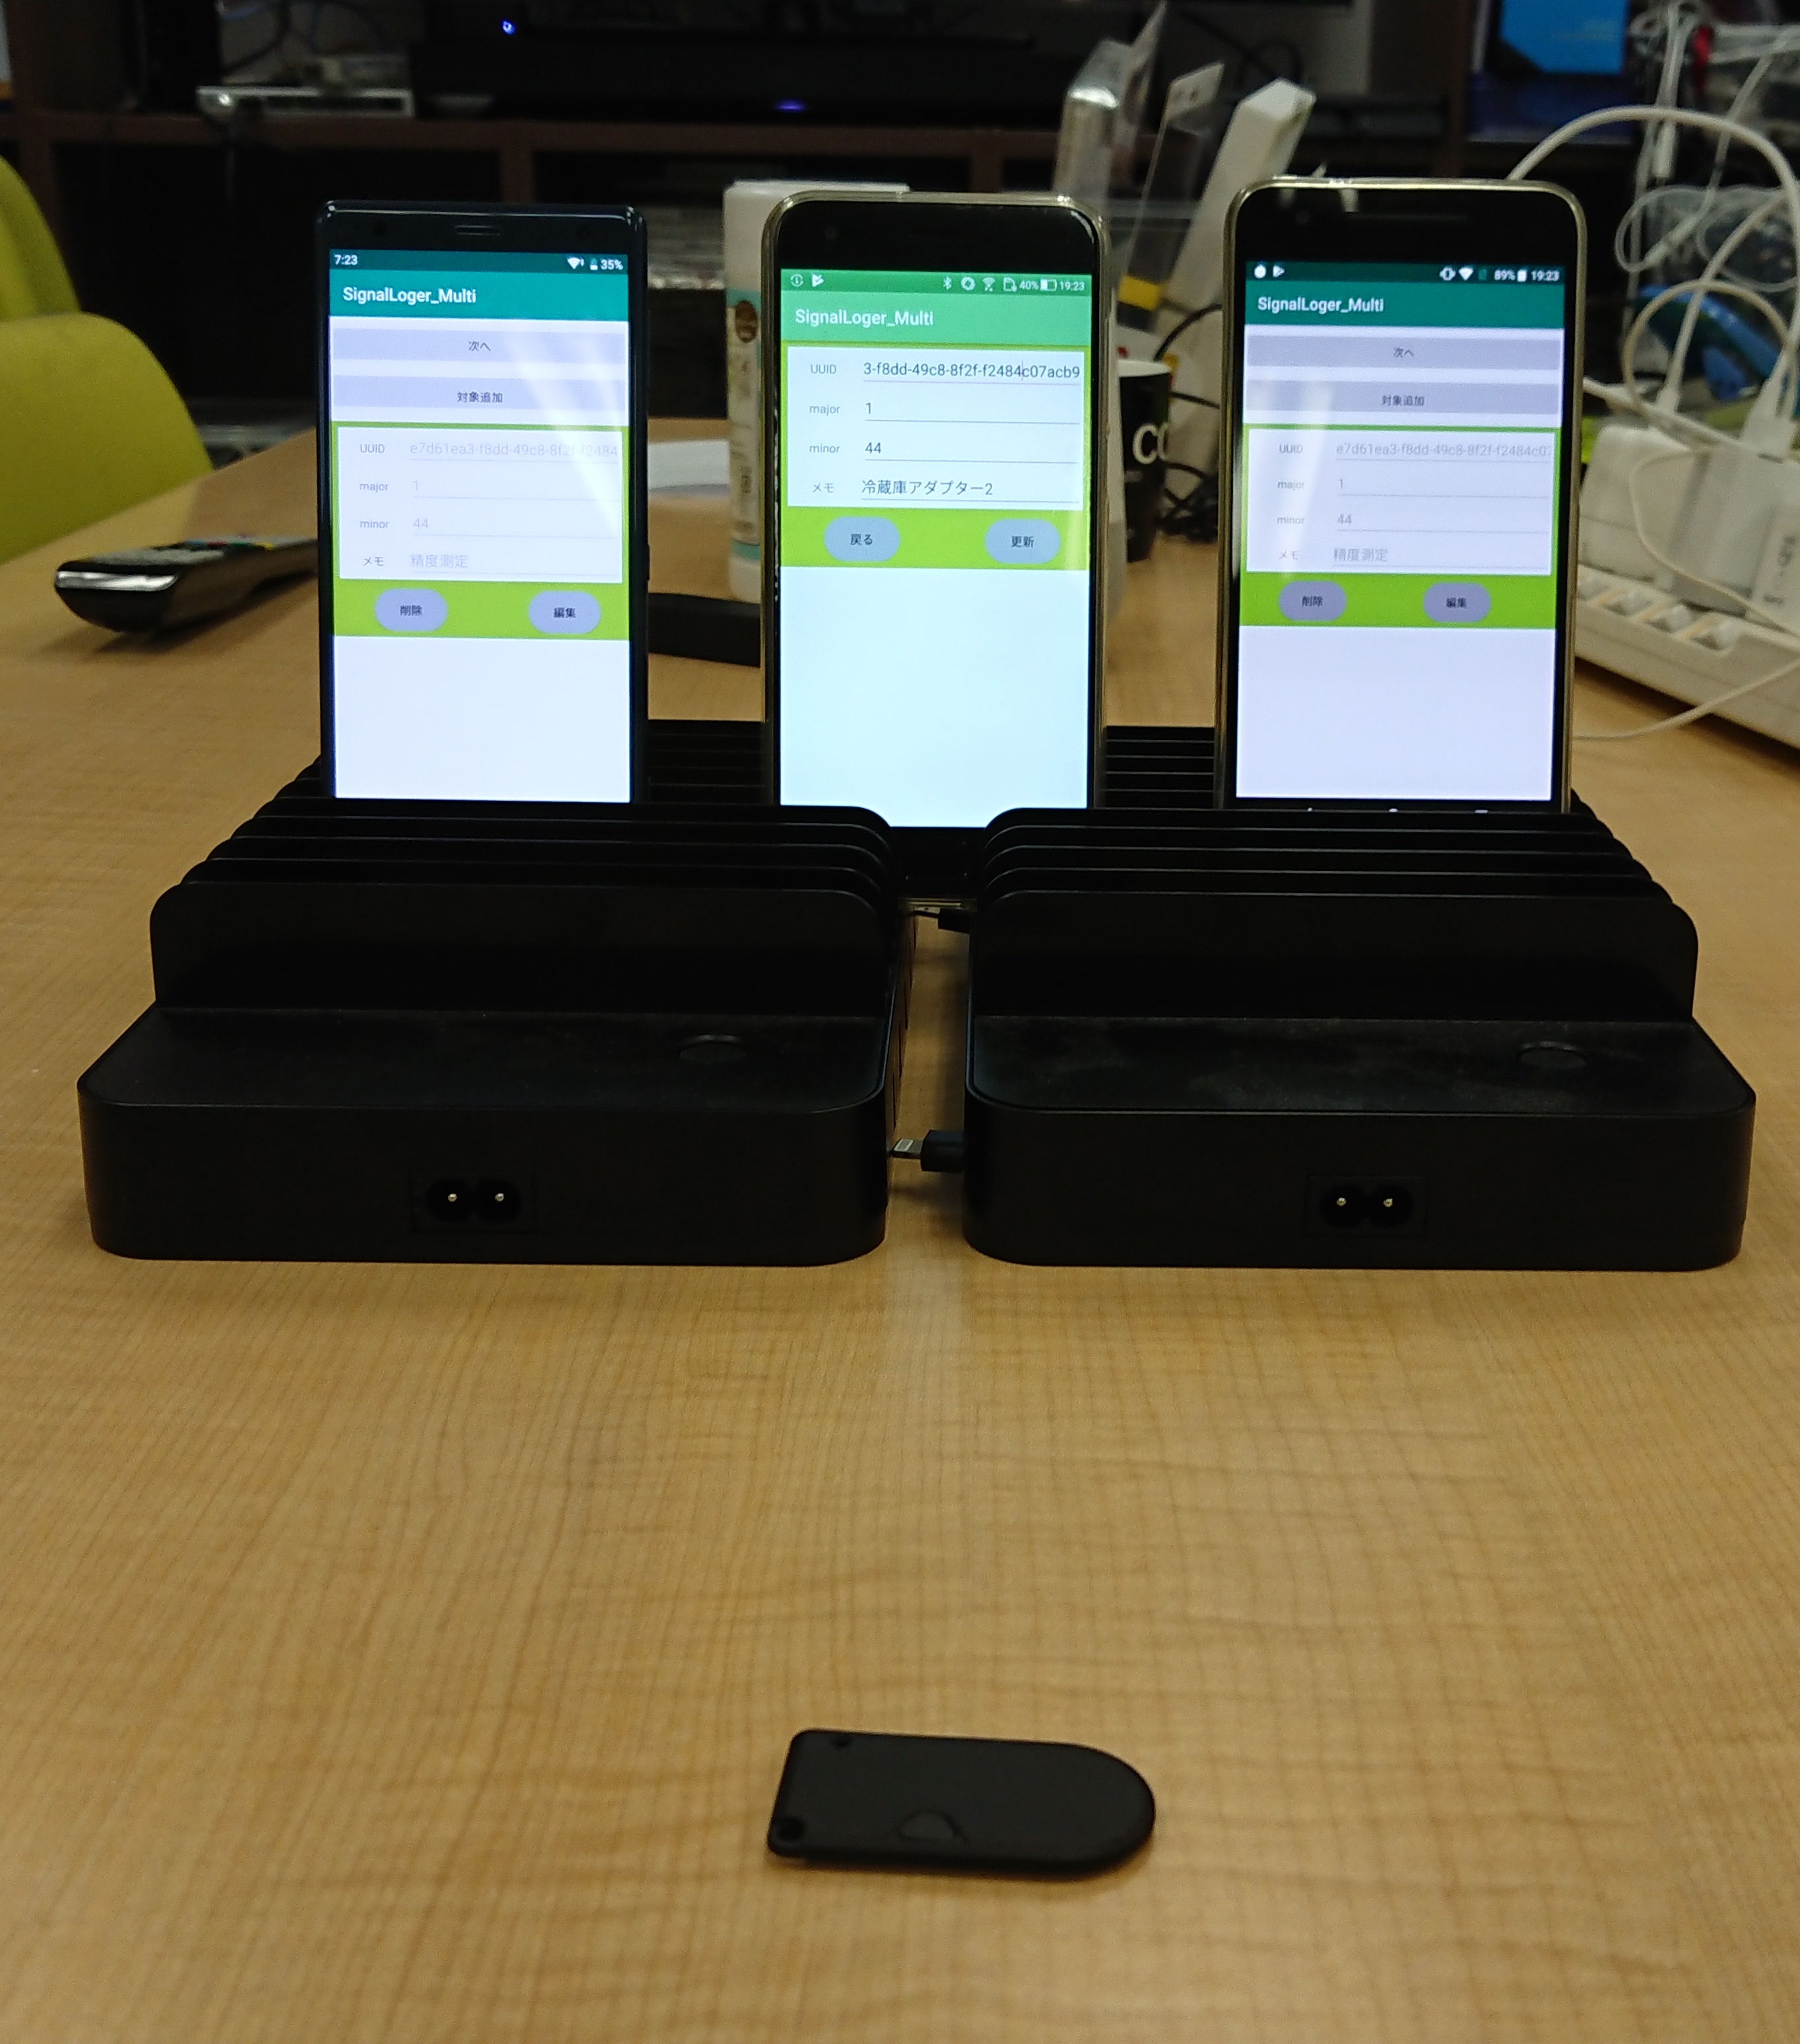 7:23
35%
SignalLoger_Multi
次へ
対象追加
UUID e7d61ea3-f8dd-49c8-8f2f-f2484
major 1
minor 44
メモ 精度測定
削除 編集
40% 19:23
SignalLoger_Multi
UUID 3-f8dd-49c8-8f2f-f2484c07acb9
major 1
minor 44
メモ 冷蔵庫アダプター2
戻る 更新
89% 19:23
SignalLoger_Multi
次へ
対象追加
UUID e7d61ea3-f8dd-49c8-8f2f-f2484c07
major 1
minor 44
メモ 精度測定
削除 編集